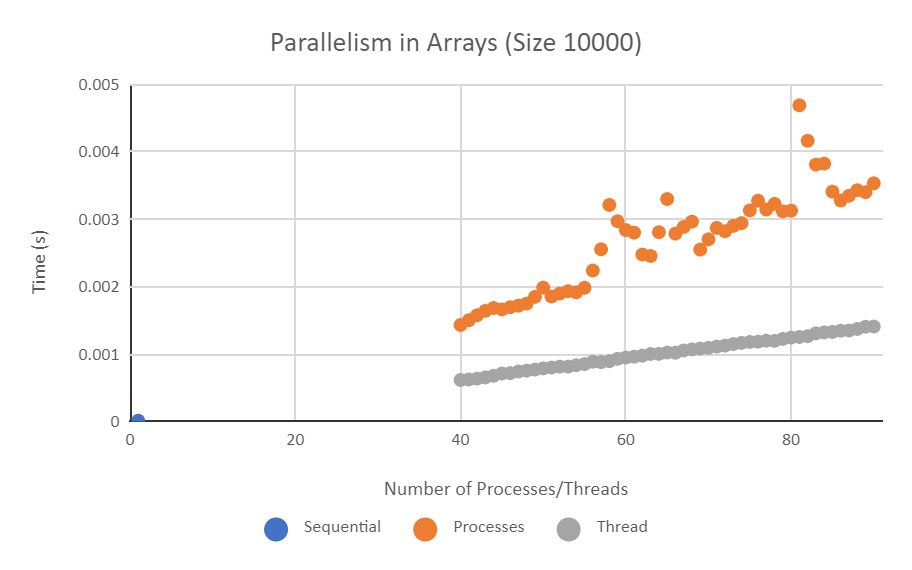 Parallelism in Arrays (Size 10000)
0.005
0.004
0.003
0.002
0.001
0
Time (s)
0 20 40 60 80
Number of Processes/Threads
Sequential Processes Thread